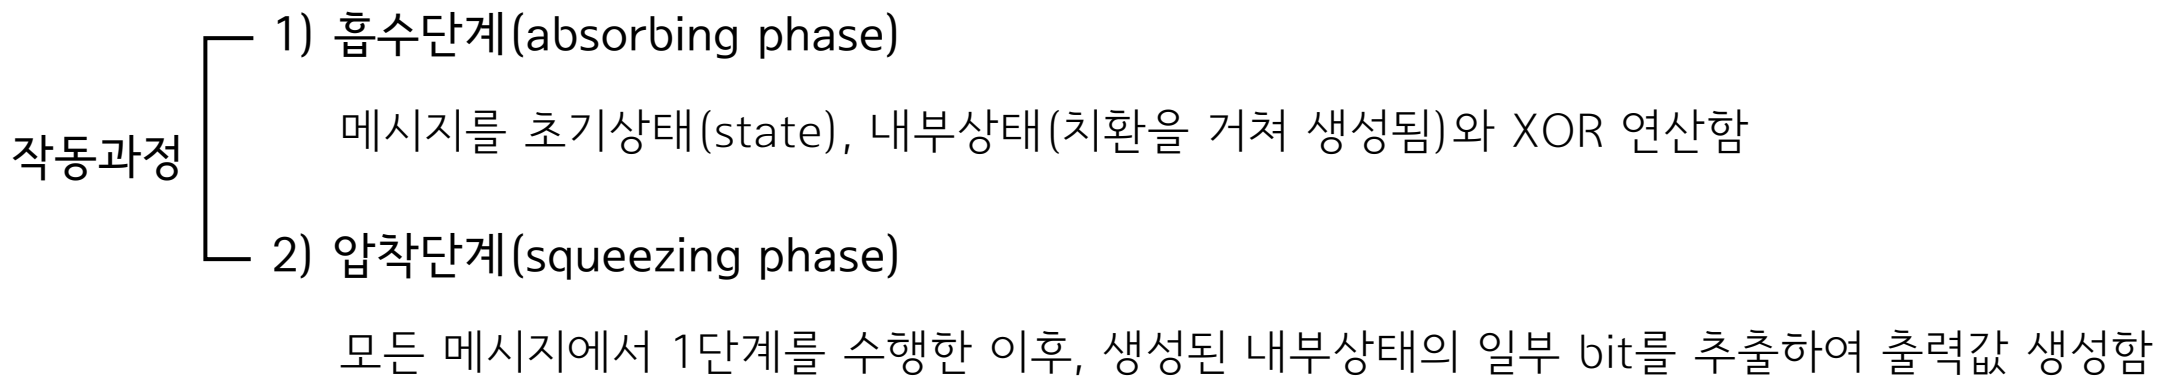 1) 흡수단계(absorbing phase)
메시지를 초기상태(state), 내부상태(치환을 거쳐 생성됨)와 XOR 연산함
작동과정
2) 압착단계(squeezing phase)
모든 메시지에서 1단계를 수행한 이후, 생성된 내부상태의 일부 bit를 추출하여 출력값 생성함